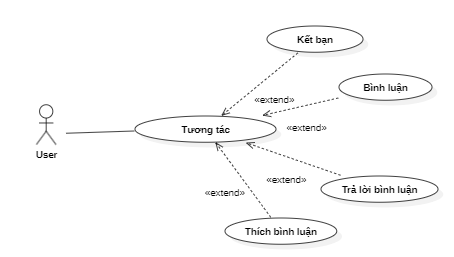 Kết bạn
Bình luận
«extend»
Tương tác
«extend»
User
«extend»
Trả lời bình luận
«extend»
Thích bình luận